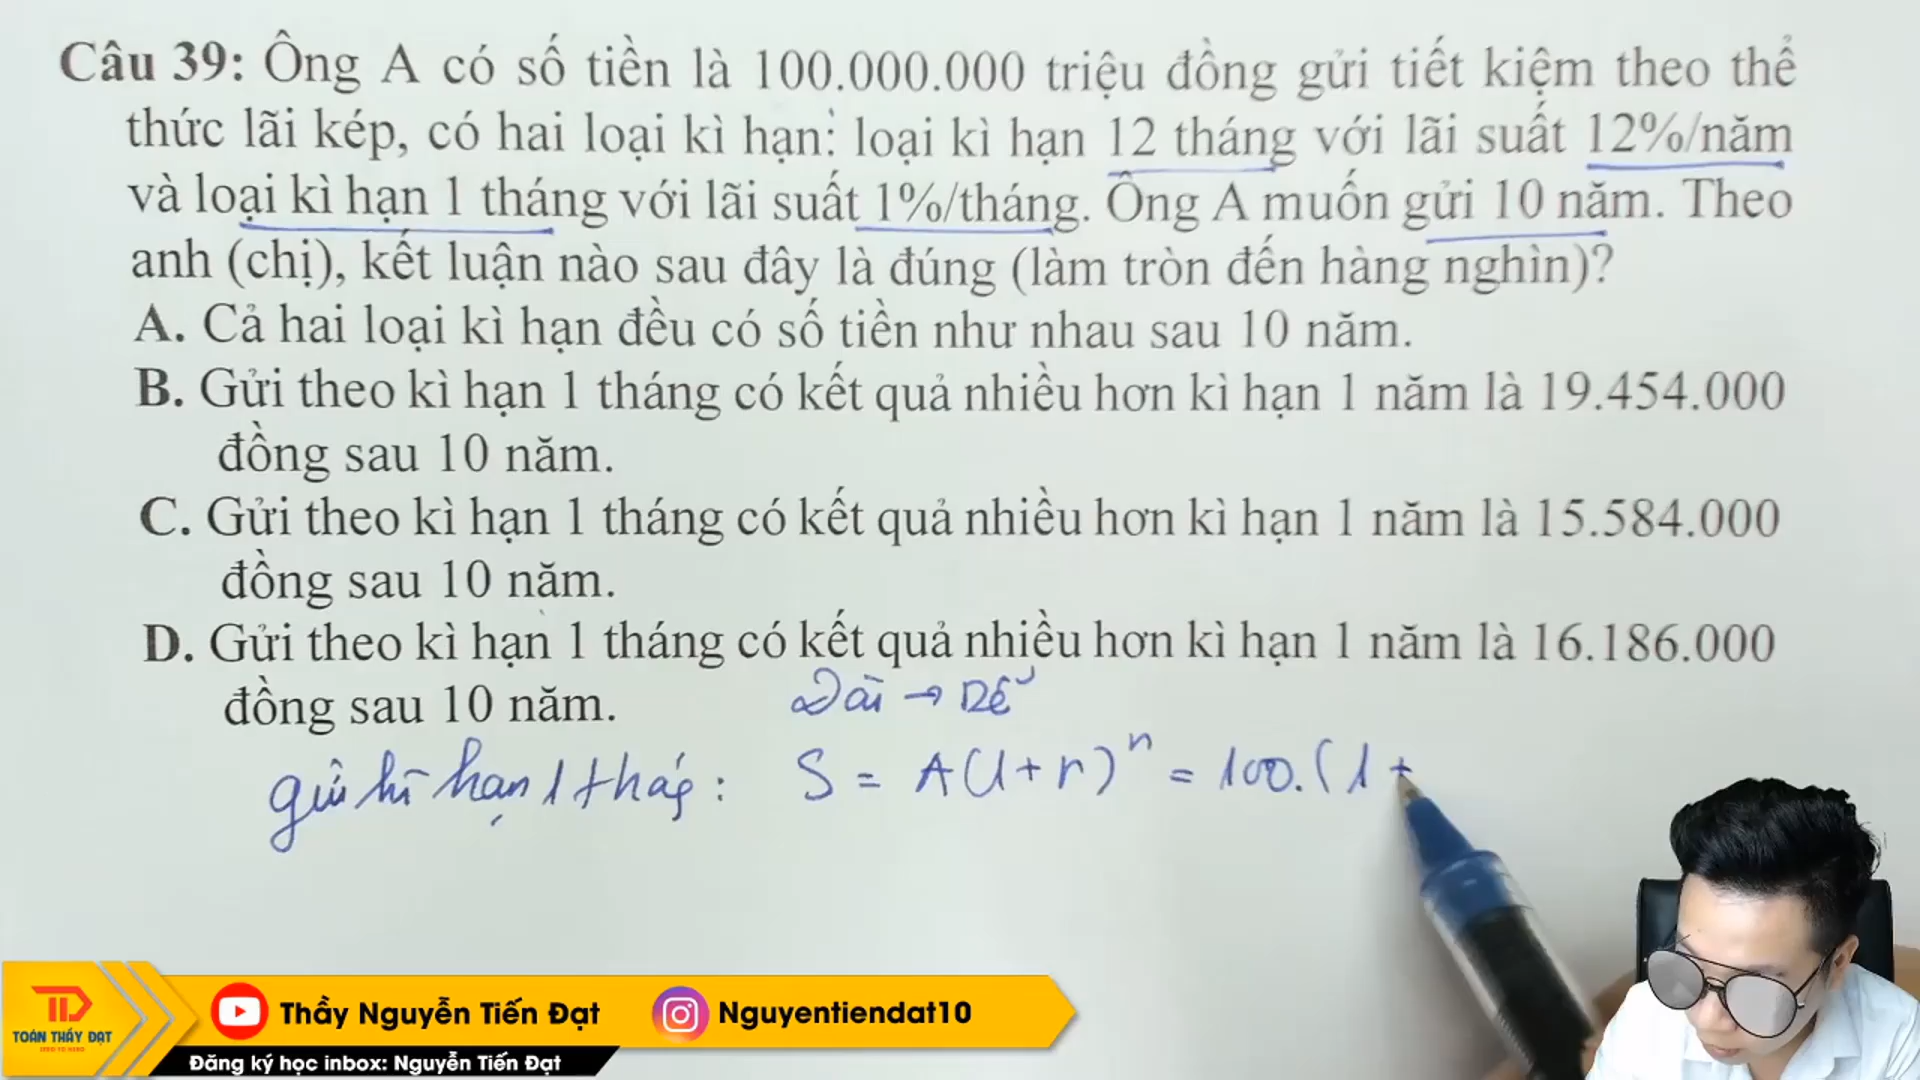 Câu 39: Ông A có số tiền là 100.000.000 triệu đồng gửi tiết kiệm theo thể
thức lãi kép, có hai loại kì hạn: loại kì hạn 12 tháng với lãi suất 12%/năm
và loại kì hạn 1 tháng với lãi suất 1%/tháng. Ông A muốn gửi 10 năm. Theo
anh (chị), kết luận nào sau đây là đúng (làm tròn đến hàng nghìn)?
A. Cả hai loại kì hạn đều có số tiền như nhau sau 10 năm.
B. Gửi theo kì hạn 1 tháng có kết quả nhiều hơn kì hạn 1 năm là 19.454.000
đồng sau 10 năm.
C. Gửi theo kì hạn 1 tháng có kết quả nhiều hơn kì hạn 1 năm là 15.584.000
đồng sau 10 năm.
D. Gửi theo kì hạn 1 tháng có kết quả nhiều hơn kì hạn 1 năm là 16.186.000
đồng sau 10 năm.
Dài → Dễ
gửi kì hạn 1 tháng: S = A(1+r)^n = 100.(1+
TD
TOÁN THẦY ĐẠT
Thầy Nguyễn Tiến Đạt
Nguyentiendat10
Đăng ký học inbox: Nguyễn Tiến Đạt